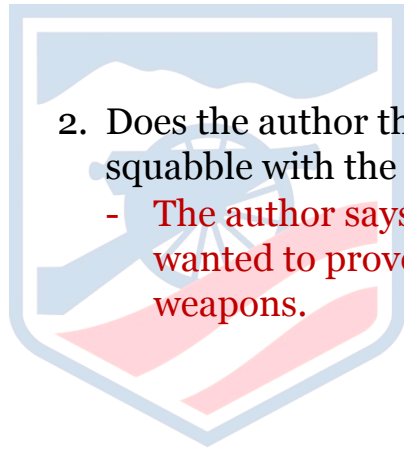 2. Does the author th
squabble with the
- The author says
wanted to prove
weapons.